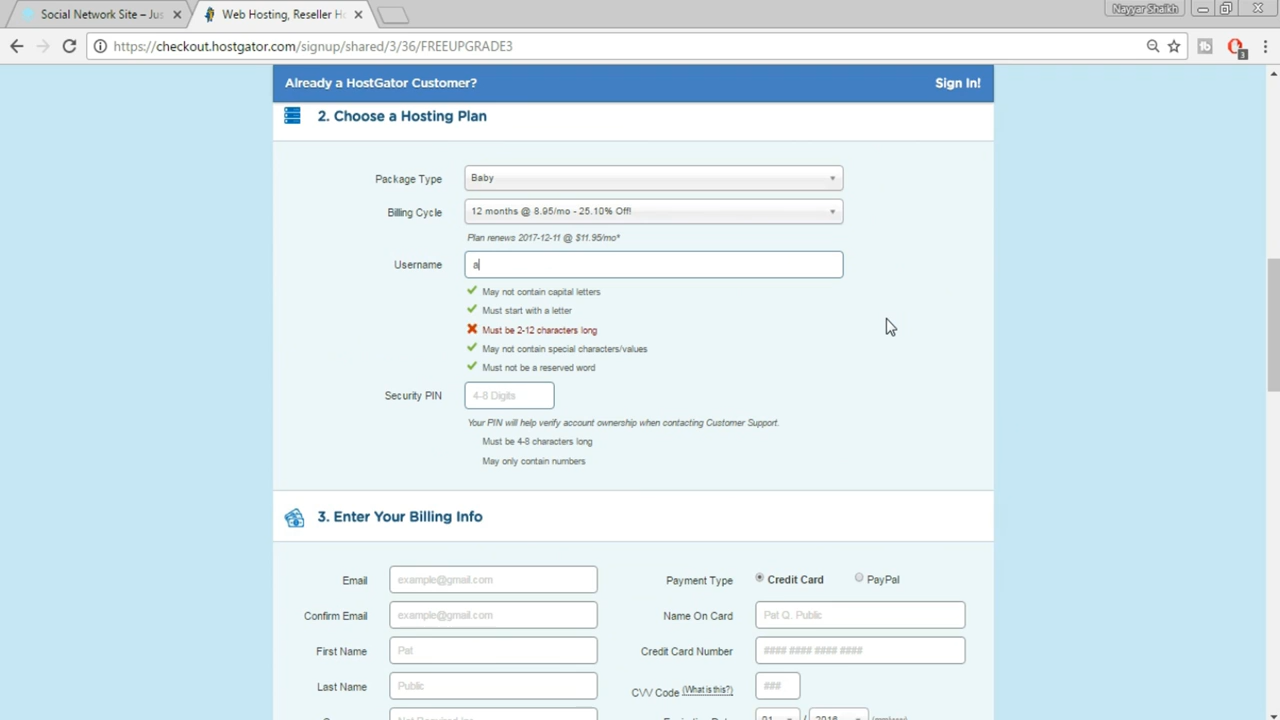 Social Network Site – Jus
Web Hosting, Reseller Ho
Nayyar Shaikh
https://checkout.hostgator.com/signup/shared/3/36/FREEUPGRADE3
3
Already a HostGator Customer?
Sign In!
2. Choose a Hosting Plan
Package Type
Baby
Billing Cycle
12 months @ 8.95/mo - 25.10% Off!
Plan renews 2017-12-11 @ $11.95/mo*
Username
a
May not contain capital letters
Must start with a letter
Must be 2-12 characters long
May not contain special characters/values
Must not be a reserved word
Security PIN
4-8 Digits
Your PIN will help verify account ownership when contacting Customer Support.
Must be 4-8 characters long
May only contain numbers
3. Enter Your Billing Info
Email
example@gmail.com
Payment Type
Credit Card
PayPal
Confirm Email
example@gmail.com
Name On Card
Pat Q. Public
First Name
Pat
Credit Card Number
#### #### #### ####
Last Name
Public
CVV Code (What is this?)
###
01 / 2016